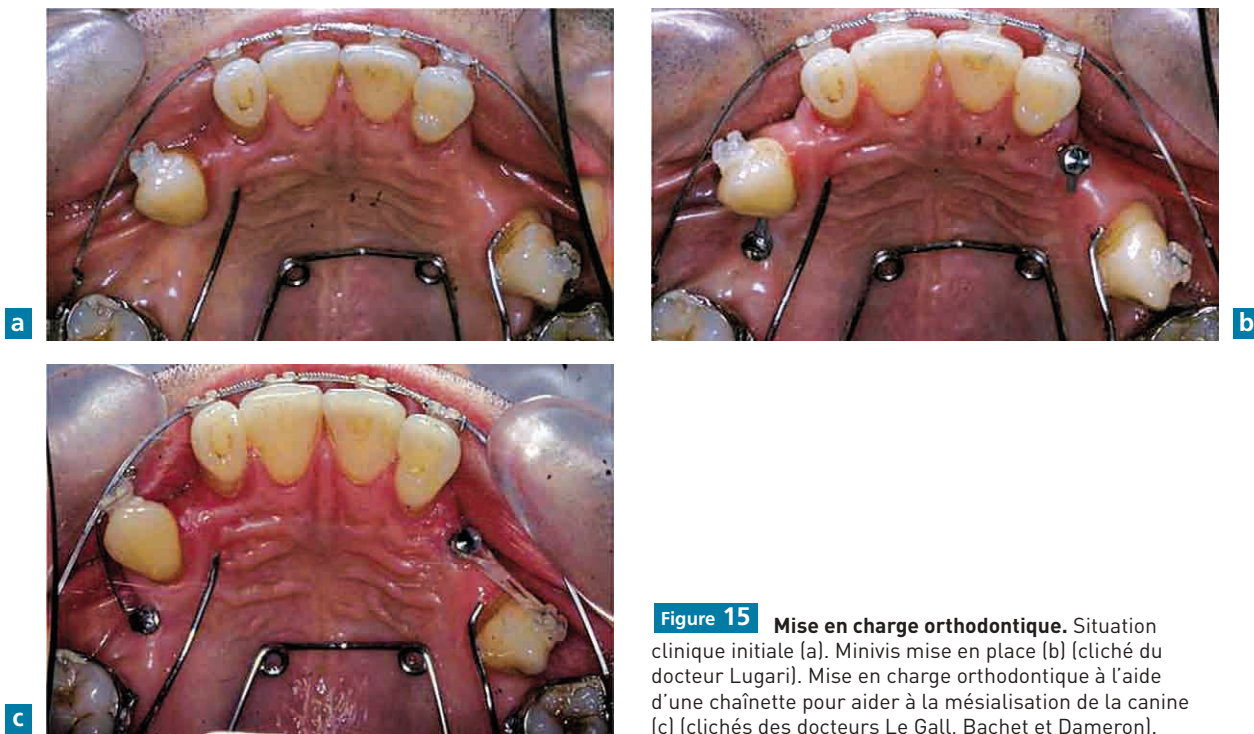 a
b
c
Figure 15 Mise en charge orthodontique. Situation
clinique initiale (a). Minivis mise en place (b) (cliché du
docteur Lugari). Mise en charge orthodontique à l’aide
d’une chaînette pour aider à la mésialisation de la canine
(c) (clichés des docteurs Le Gall, Bachet et Dameron).